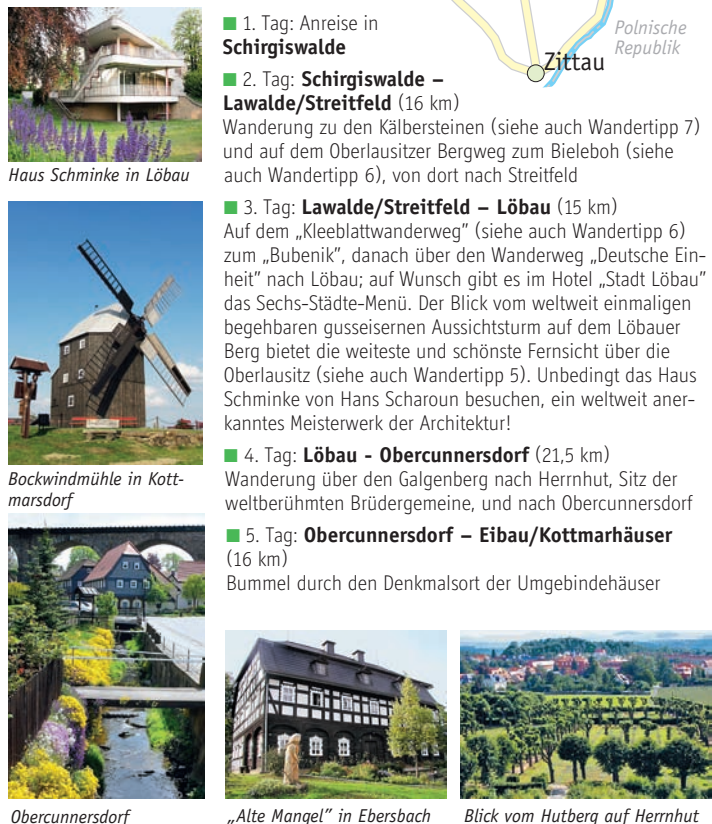 Polnische
Republik
Zittau
■ 1. Tag: Anreise in
Schirgiswalde
■ 2. Tag: Schirgiswalde –
Lawalde/Streitfeld (16 km)
Wanderung zu den Kälbersteinen (siehe auch Wandertipp 7)
und auf dem Oberlausitzer Bergweg zum Bieleboh (siehe
auch Wandertipp 6), von dort nach Streitfeld
■ 3. Tag: Lawalde/Streitfeld – Löbau (15 km)
Auf dem „Kleeblattwanderweg" (siehe auch Wandertipp 6)
zum „Bubenik", danach über den Wanderweg „Deutsche Ein-
heit" nach Löbau; auf Wunsch gibt es im Hotel „Stadt Löbau"
das Sechs-Städte-Menü. Der Blick vom weltweit einmaligen
begehbaren gusseisernen Aussichtsturm auf dem Löbauer
Berg bietet die weiteste und schönste Fernsicht über die
Oberlausitz (siehe auch Wandertipp 5). Unbedingt das Haus
Schminke von Hans Scharoun besuchen, ein weltweit aner-
kanntes Meisterwerk der Architektur!
■ 4. Tag: Löbau - Obercunnersdorf (21,5 km)
Wanderung über den Galgenberg nach Herrnhut, Sitz der
weltberühmten Brüdergemeine, und nach Obercunnersdorf
■ 5. Tag: Obercunnersdorf – Eibau/Kottmarhäuser
(16 km)
Bummel durch den Denkmalsort der Umgebindehäuser
Haus Schminke in Löbau
Bockwindmühle in Kott-
marsdorf
Obercunnersdorf
„Alte Mangel" in Ebersbach
Blick vom Hutberg auf Herrnhut